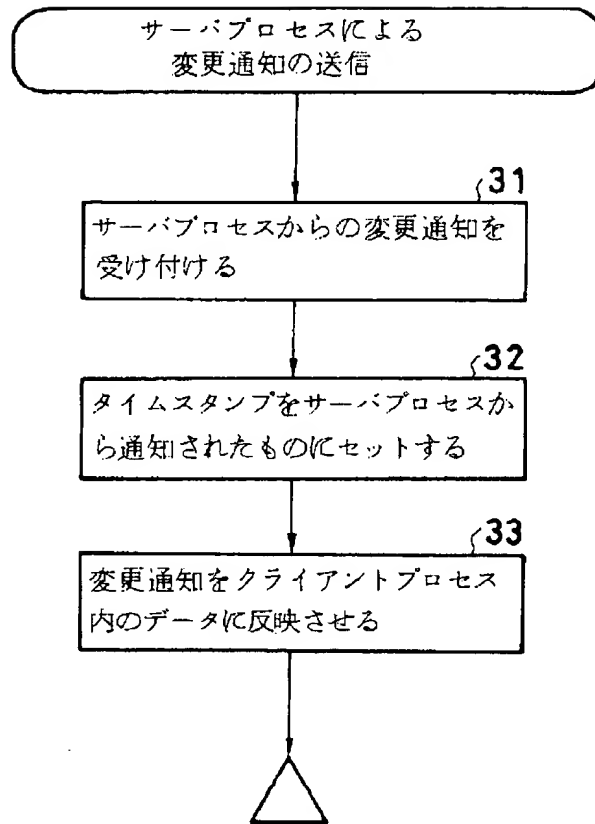 サーバプロセスによる
変更通知の送信
31
サーバプロセスからの変更通知を
受け付ける
32
タイムスタンプをサーバプロセスか
ら通知されたものにセットする
33
変更通知をクライアントプロセス
内のデータに反映させる